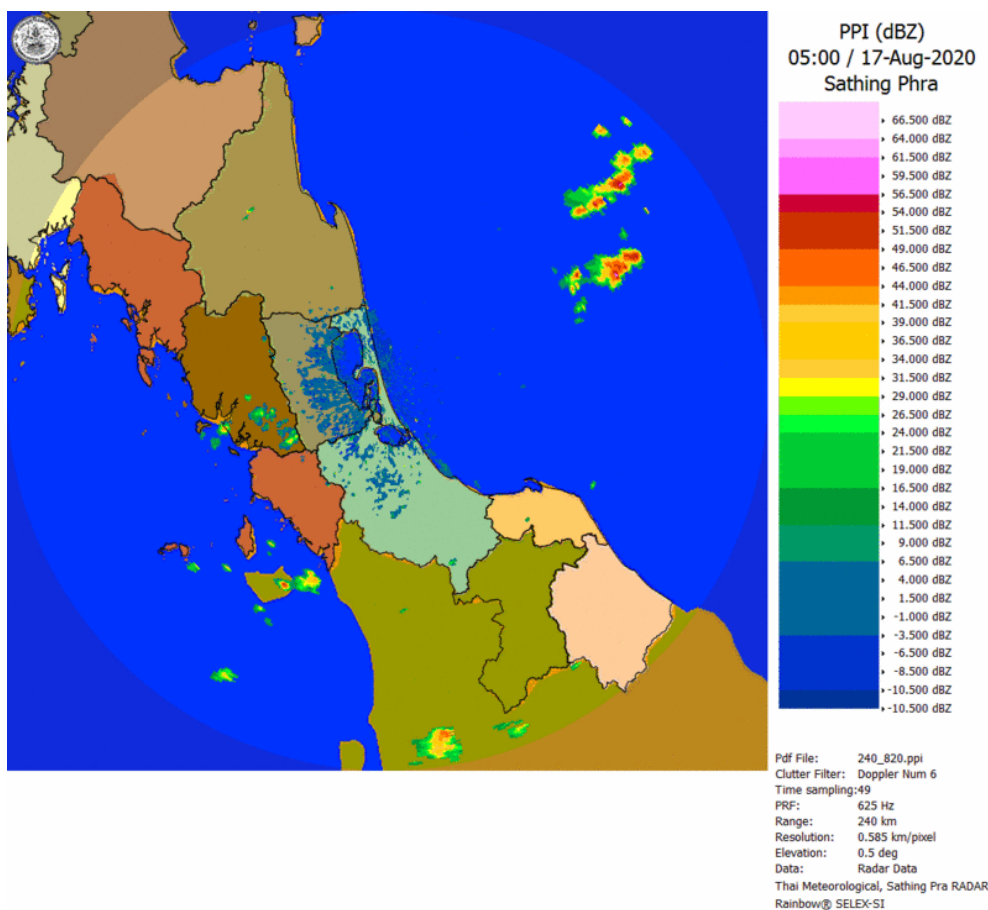 PPI (dBZ)
05:00 / 17-Aug-2020
Sathing Phra
66.500 dBZ
64.000 dBZ
61.500 dBZ
59.500 dBZ
56.500 dBZ
54.000 dBZ
51.500 dBZ
49.000 dBZ
46.500 dBZ
44.000 dBZ
41.500 dBZ
39.000 dBZ
36.500 dBZ
34.000 dBZ
31.500 dBZ
29.000 dBZ
26.500 dBZ
24.000 dBZ
21.500 dBZ
19.000 dBZ
16.500 dBZ
14.000 dBZ
11.500 dBZ
9.000 dBZ
6.500 dBZ
4.000 dBZ
1.500 dBZ
-1.000 dBZ
-3.500 dBZ
-6.500 dBZ
-8.500 dBZ
-10.500 dBZ
-10.500 dBZ
Pdf File: 240_820.ppi
Clutter Filter: Doppler Num 6
Time sampling:49
PRF: 625 Hz
Range: 240 km
Resolution: 0.585 km/pixel
Elevation: 0.5 deg
Data: Radar Data
Thai Meteorological, Sathing Pra RADAR
Rainbow® SELEX-SI